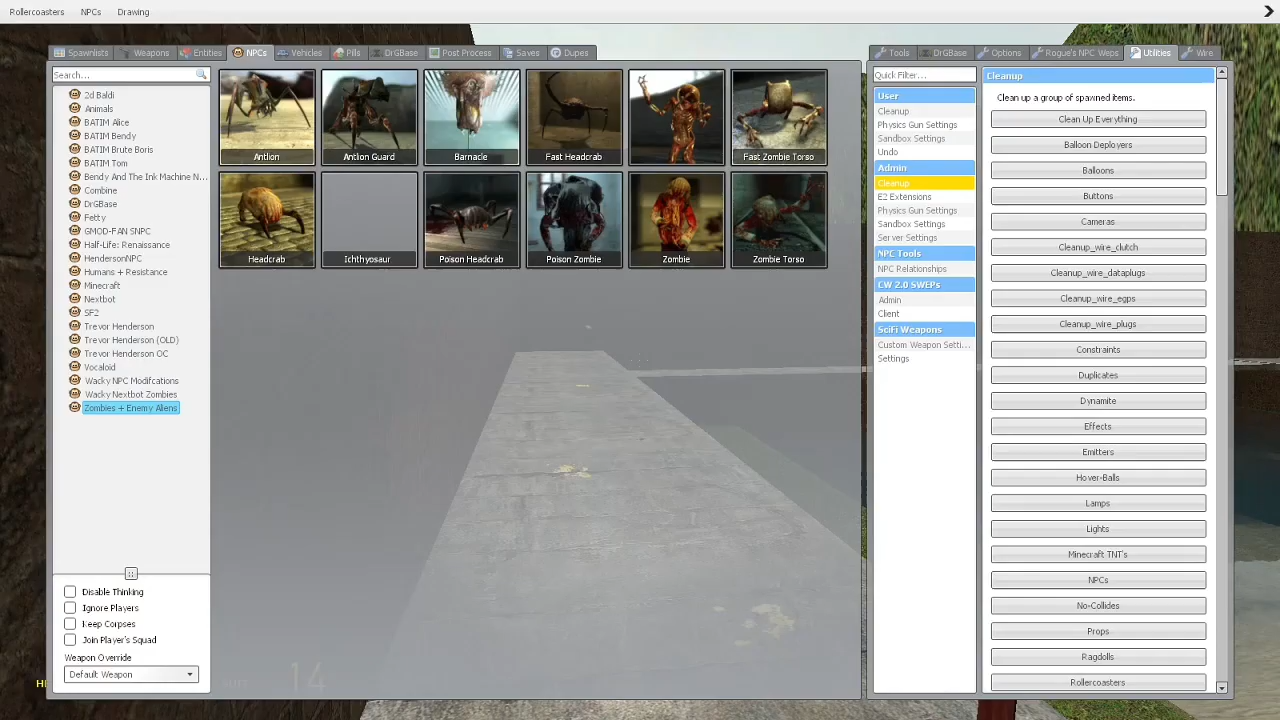 Rollercoasters NPCs Drawing
Spawnlists Weapons Entities NPCs Vehicles Pills DrGBase Post Process Saves Dupes
Search...
2d Baldi
Animals
BATIM Alice
BATIM Bendy
BATIM Brute Boris
BATIM Tom
Bendy And The Ink Machine N...
Combine
DrGBase
Fetty
GMOD-FAN SNPC
Half-Life: Renaissance
HendersonNPC
Humans + Resistance
Minecraft
Nextbot
SF2
Trevor Henderson
Trevor Henderson (OLD)
Trevor Henderson OC
Vocaloid
Wacky NPC Modifcations
Wacky Nextbot Zombies
Zombies + Enemy Aliens
Disable Thinking
Ignore Players
Keep Corpses
Join Player's Squad
Weapon Override
Default Weapon
Antlion Antlion Guard Barnacle Fast Headcrab Fast Zombie Torso
Headcrab Ichthyosaur Poison Headcrab Poison Zombie Zombie Zombie Torso
14
Tools DrGBase Options Rogue's NPC Weps Utilities Wire
Quick Filter...
User
Cleanup
Physics Gun Settings
Sandbox Settings
Undo
Admin
Cleanup
E2 Extensions
Physics Gun Settings
Sandbox Settings
Server Settings
NPC Tools
NPC Relationships
CW 2.0 SWEPs
Admin
Client
SciFi Weapons
Custom Weapon Setti...
Settings
Cleanup
Clean up a group of spawned items.
Clean Up Everything
Balloon Deployers
Balloons
Buttons
Cameras
Cleanup_wire_clutch
Cleanup_wire_dataplugs
Cleanup_wire_egps
Cleanup_wire_plugs
Constraints
Duplicates
Dynamite
Effects
Emitters
Hover-Balls
Lamps
Lights
Minecraft TNT's
NPCs
No-Collides
Props
Ragdolls
Rollercoasters